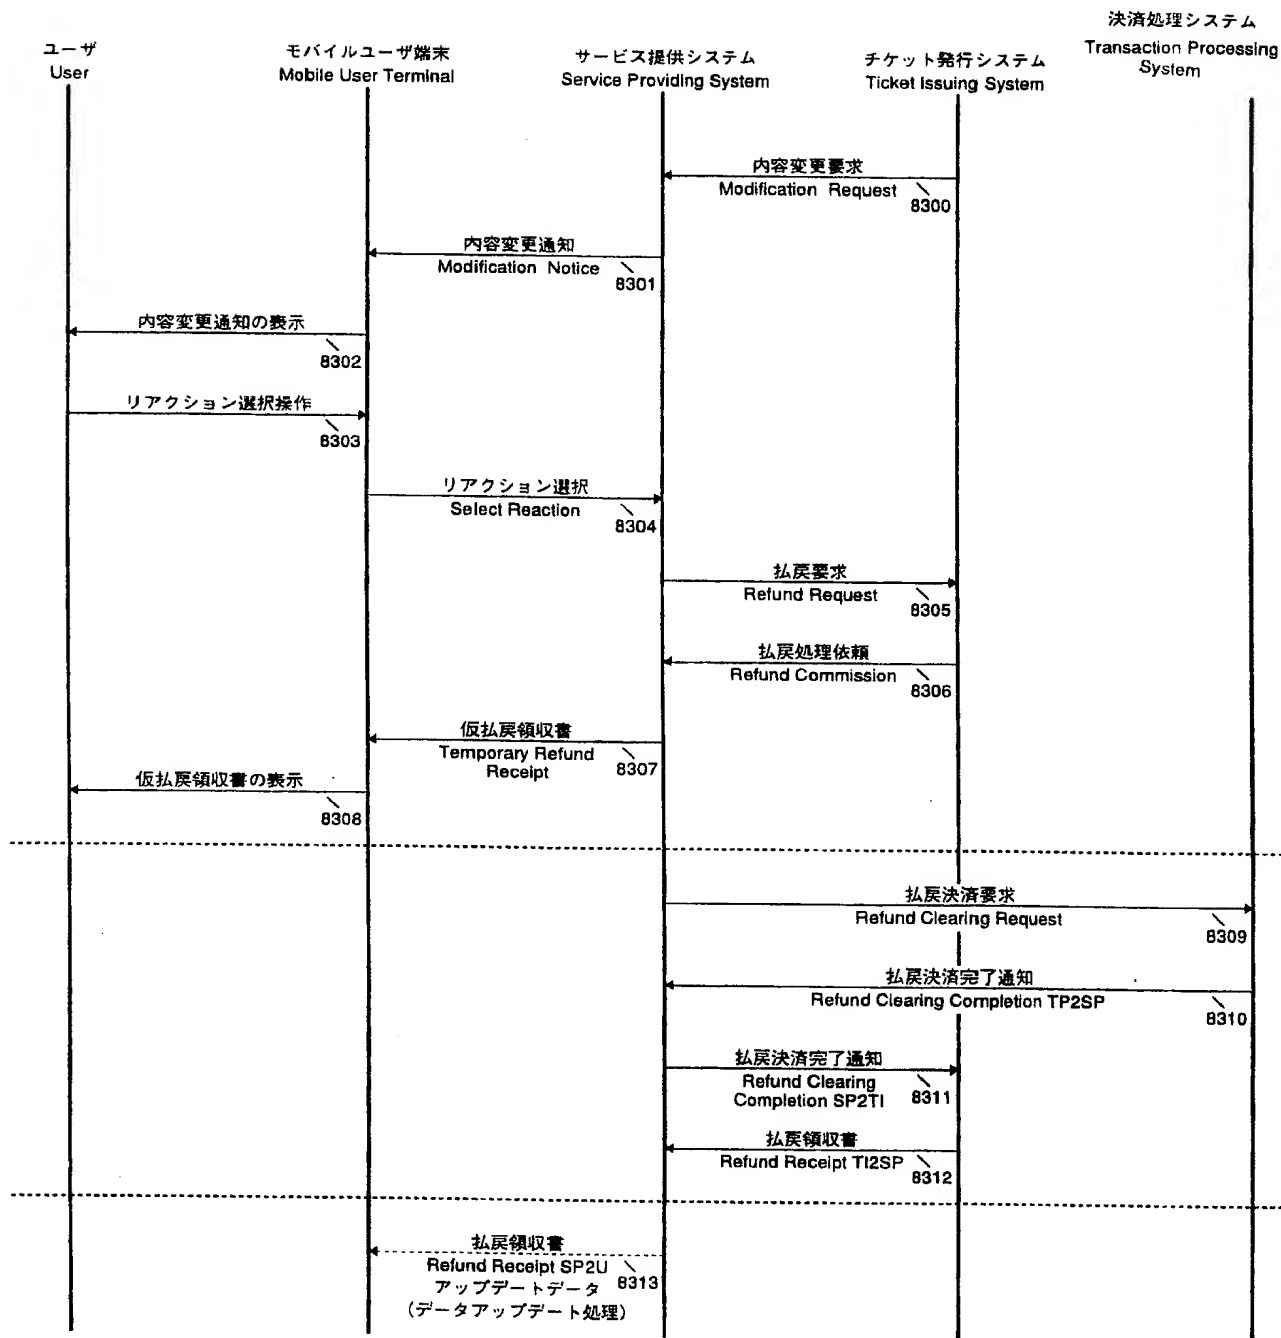 ユーザ
User
モバイルユーザ端末
Mobile User Terminal
サービス提供システム
Service Providing System
チケット発行システム
Ticket Issuing System
決済処理システム
Transaction Processing
System
内容変更要求
Modification Request
8300
内容変更通知
Modification Notice
8301
内容変更通知の表示
8302
リアクション選択操作
8303
リアクション選択
Select Reaction
8304
払戻要求
Refund Request
8305
払戻処理依頼
Refund Commission
8306
仮払戻領収書
Temporary Refund
Receipt
8307
仮払戻領収書の表示
8308
払戻決済要求
Refund Clearing Request
8309
払戻決済完了通知
Refund Clearing Completion TP2SP
8310
払戻決済完了通知
Refund Clearing
Completion SP2TI
8311
払戻領収書
Refund Receipt TI2SP
8312
払戻領収書
Refund Receipt SP2U
8313
アップデートデータ
(データアップデート処理)